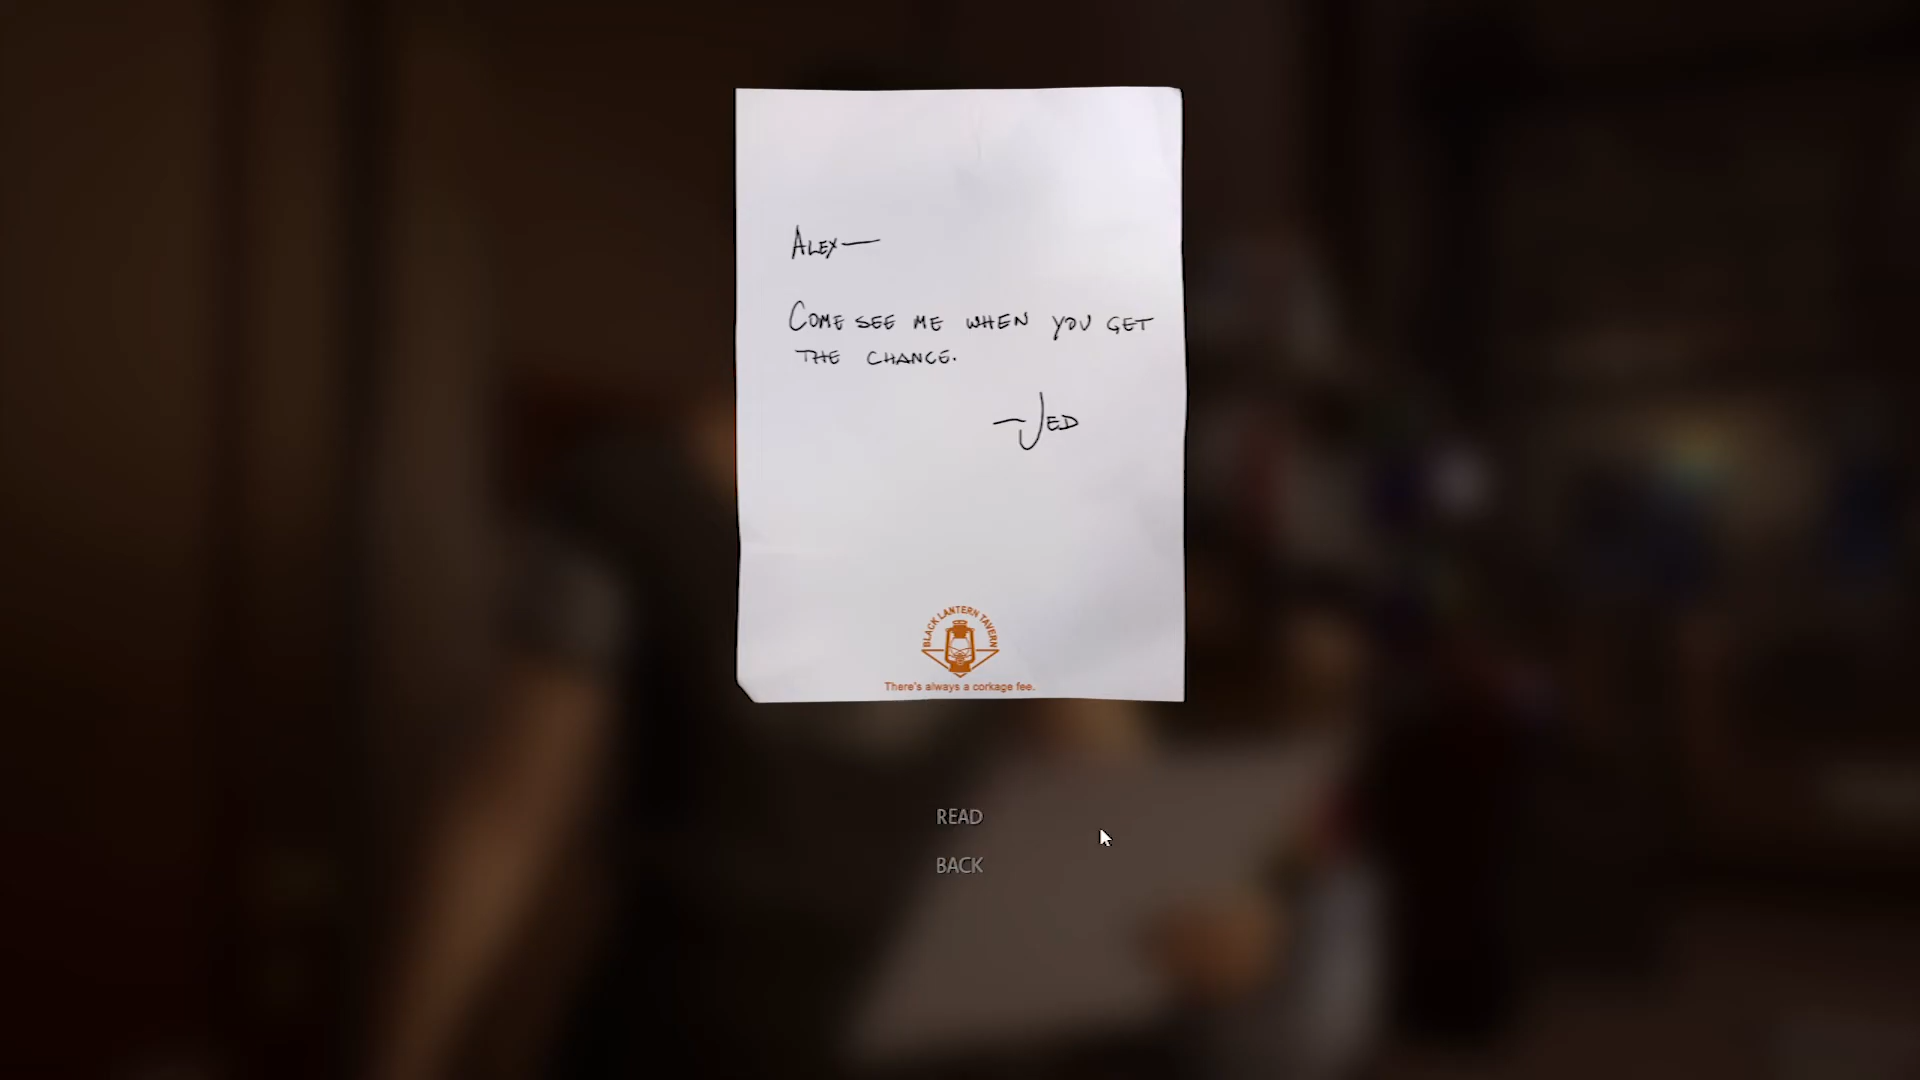 ALEX—
COME SEE ME WHEN YOU GET
THE CHANCE.
—JED
BLACK LANTERN TAVERN
There's always a corkage fee.
READ
BACK